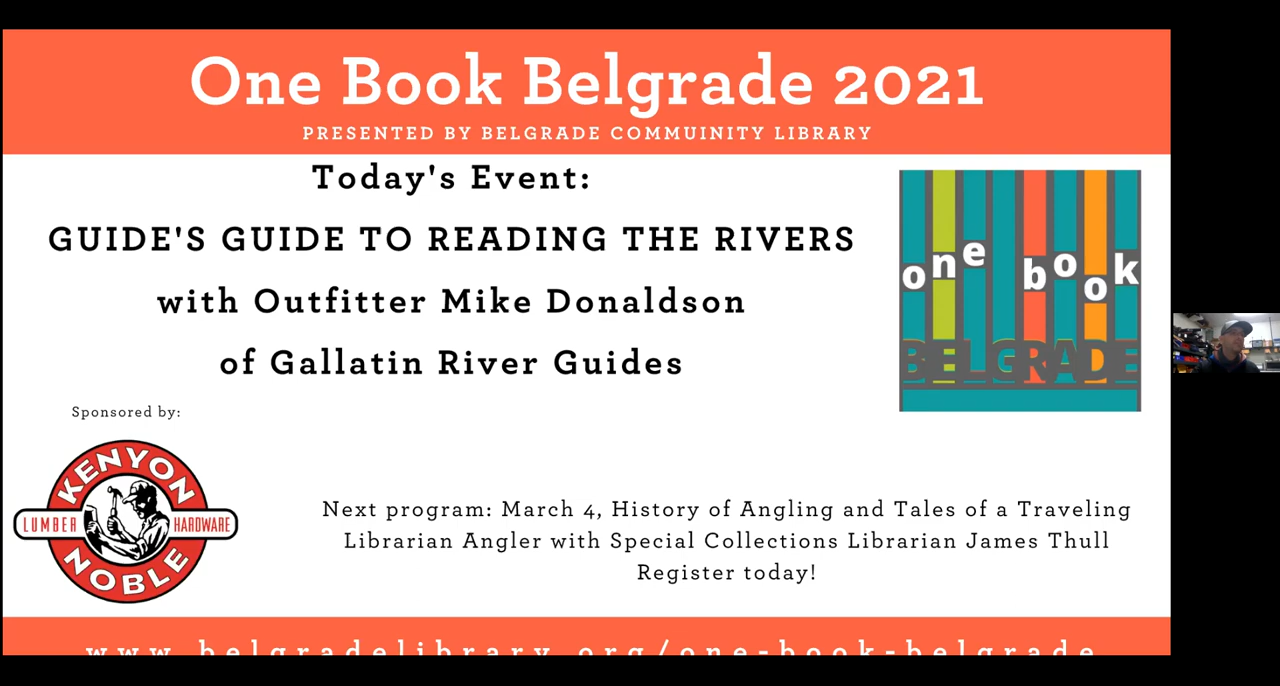 One Book Belgrade 2021
PRESENTED BY BELGRADE COMMUINITY LIBRARY
Today's Event:
GUIDE'S GUIDE TO READING THE RIVERS
with Outfitter Mike Donaldson
of Gallatin River Guides
one book
BELGRADE
Sponsored by:
KENYON
LUMBER HARDWARE
NOBLE
Next program: March 4, History of Angling and Tales of a Traveling
Librarian Angler with Special Collections Librarian James Thull
Register today!
www.belgradelibrary.org/one-book-belgrade